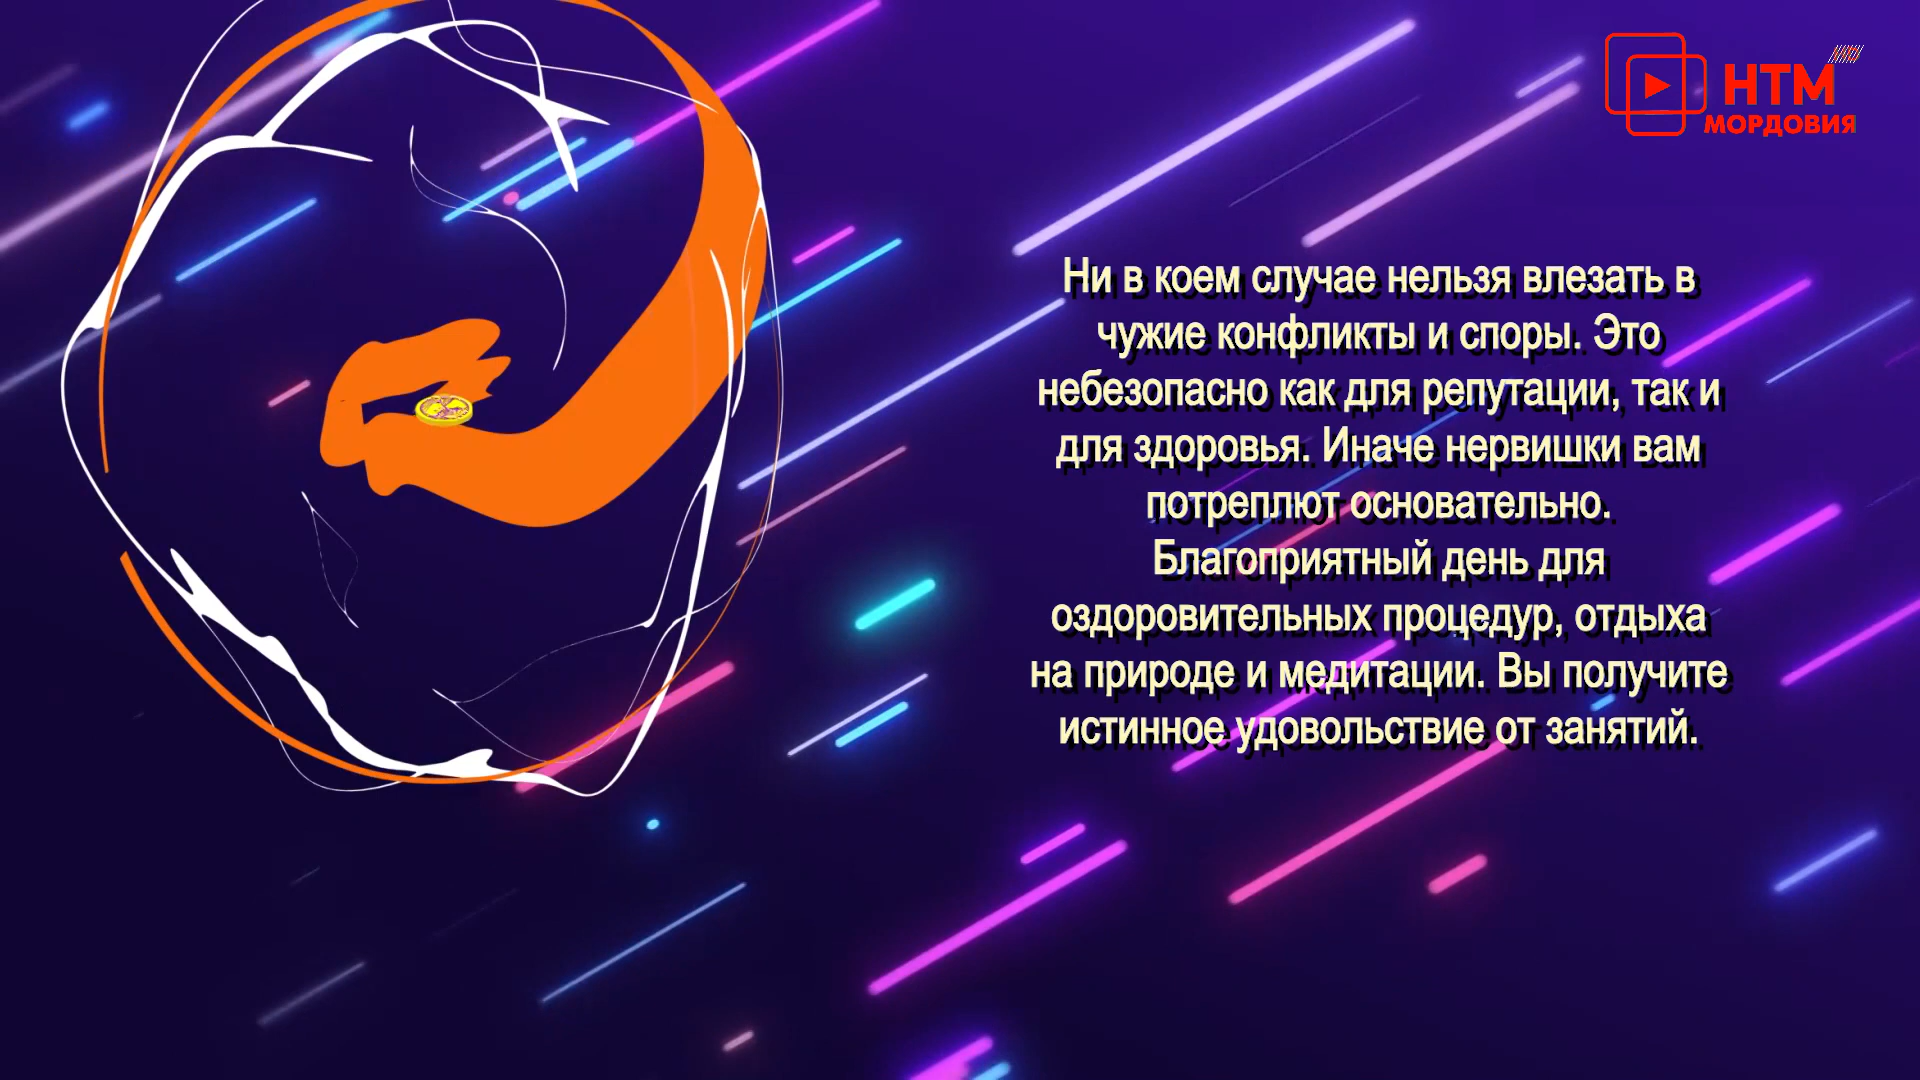 НТМ
МОРДОВИЯ
Ни в коем случае нельзя влезать в
чужие конфликты и споры. Это
небезопасно как для репутации, так и
для здоровья. Иначе нервишки вам
потреплют основательно.
Благоприятный день для
оздоровительных процедур, отдыха
на природе и медитации. Вы получите
истинное удовольствие от занятий.